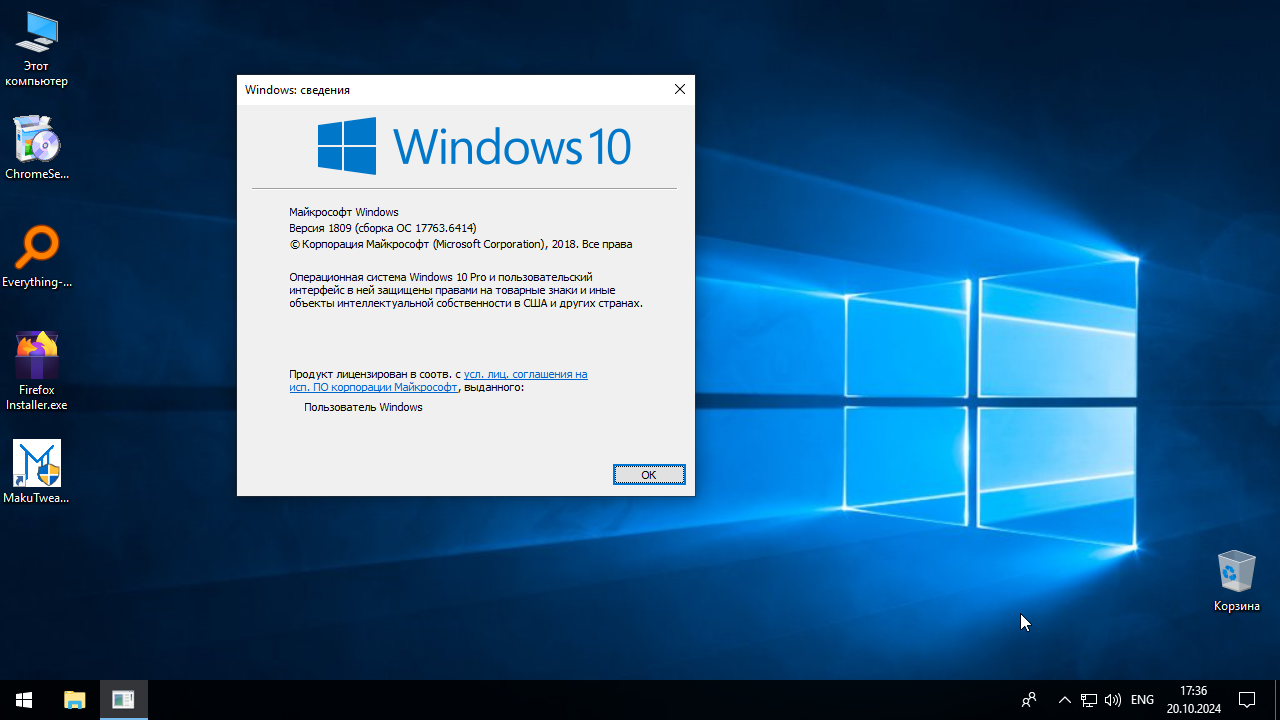 Этот
компьютер
ChromeSe...
Everything-...
Firefox
Installer.exe
MakuTwea...
Windows: сведения
Windows 10
Майкрософт Windows
Версия 1809 (сборка ОС 17763.6414)
© Корпорация Майкрософт (Microsoft Corporation), 2018. Все права
Операционная система Windows 10 Pro и пользовательский
интерфейс в ней защищены правами на товарные знаки и иные
объекты интеллектуальной собственности в США и других странах.
Продукт лицензирован в соотв. с усл. лиц. соглашения на
исп. ПО корпорации Майкрософт, выданного:
Пользователь Windows
OK
Корзина
ENG
17:36
20.10.2024